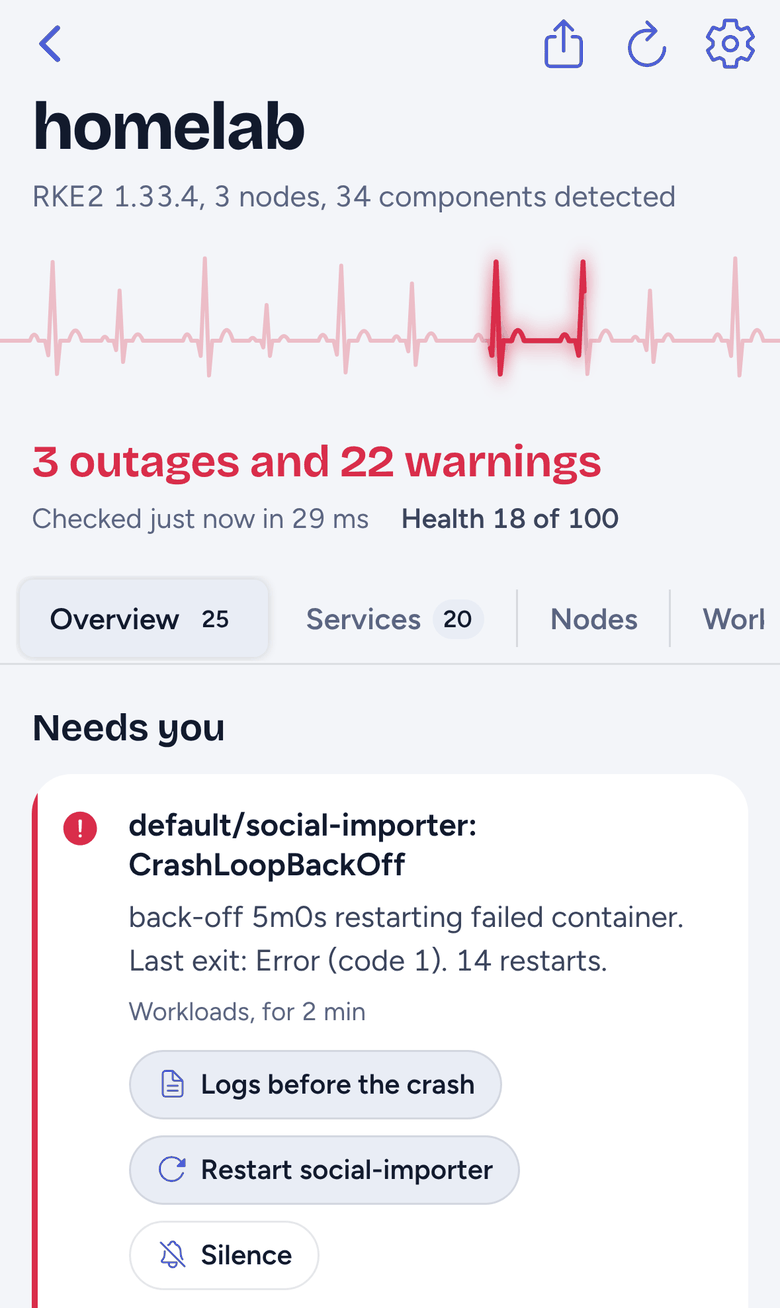 homelab
RKE2 1.33.4, 3 nodes, 34 components detected
3 outages and 22 warnings
Checked just now in 29 ms Health 18 of 100
Overview 25 Services 20 Nodes
Needs you
default/social-importer:
CrashLoopBackOff
back-off 5m0s restarting failed container.
Last exit: Error (code 1). 14 restarts.
Workloads, for 2 min
Logs before the crash
Restart social-importer
Silence